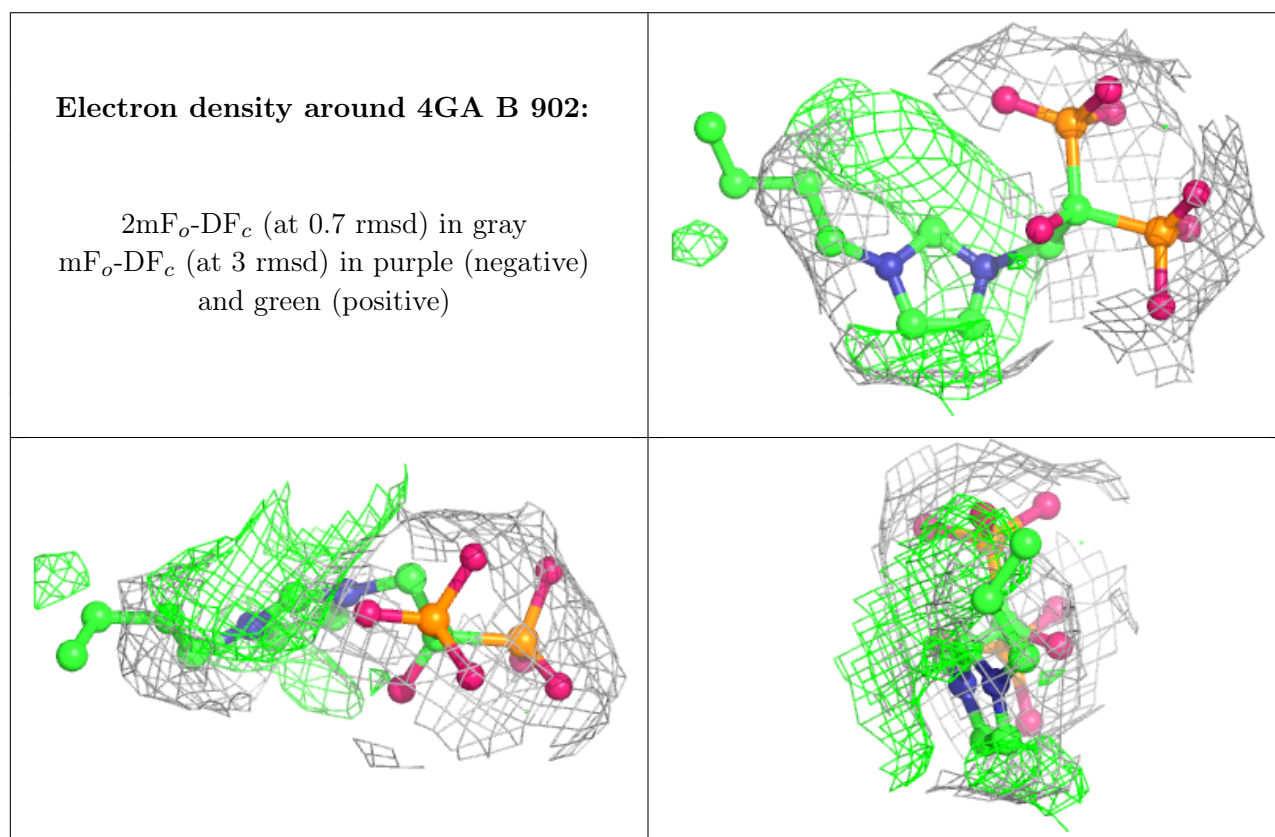 Electron density around 4GA B 902:
2mFₒ-DF𝒸 (at 0.7 rmsd) in gray
mFₒ-DF𝒸 (at 3 rmsd) in purple (negative)
and green (positive)